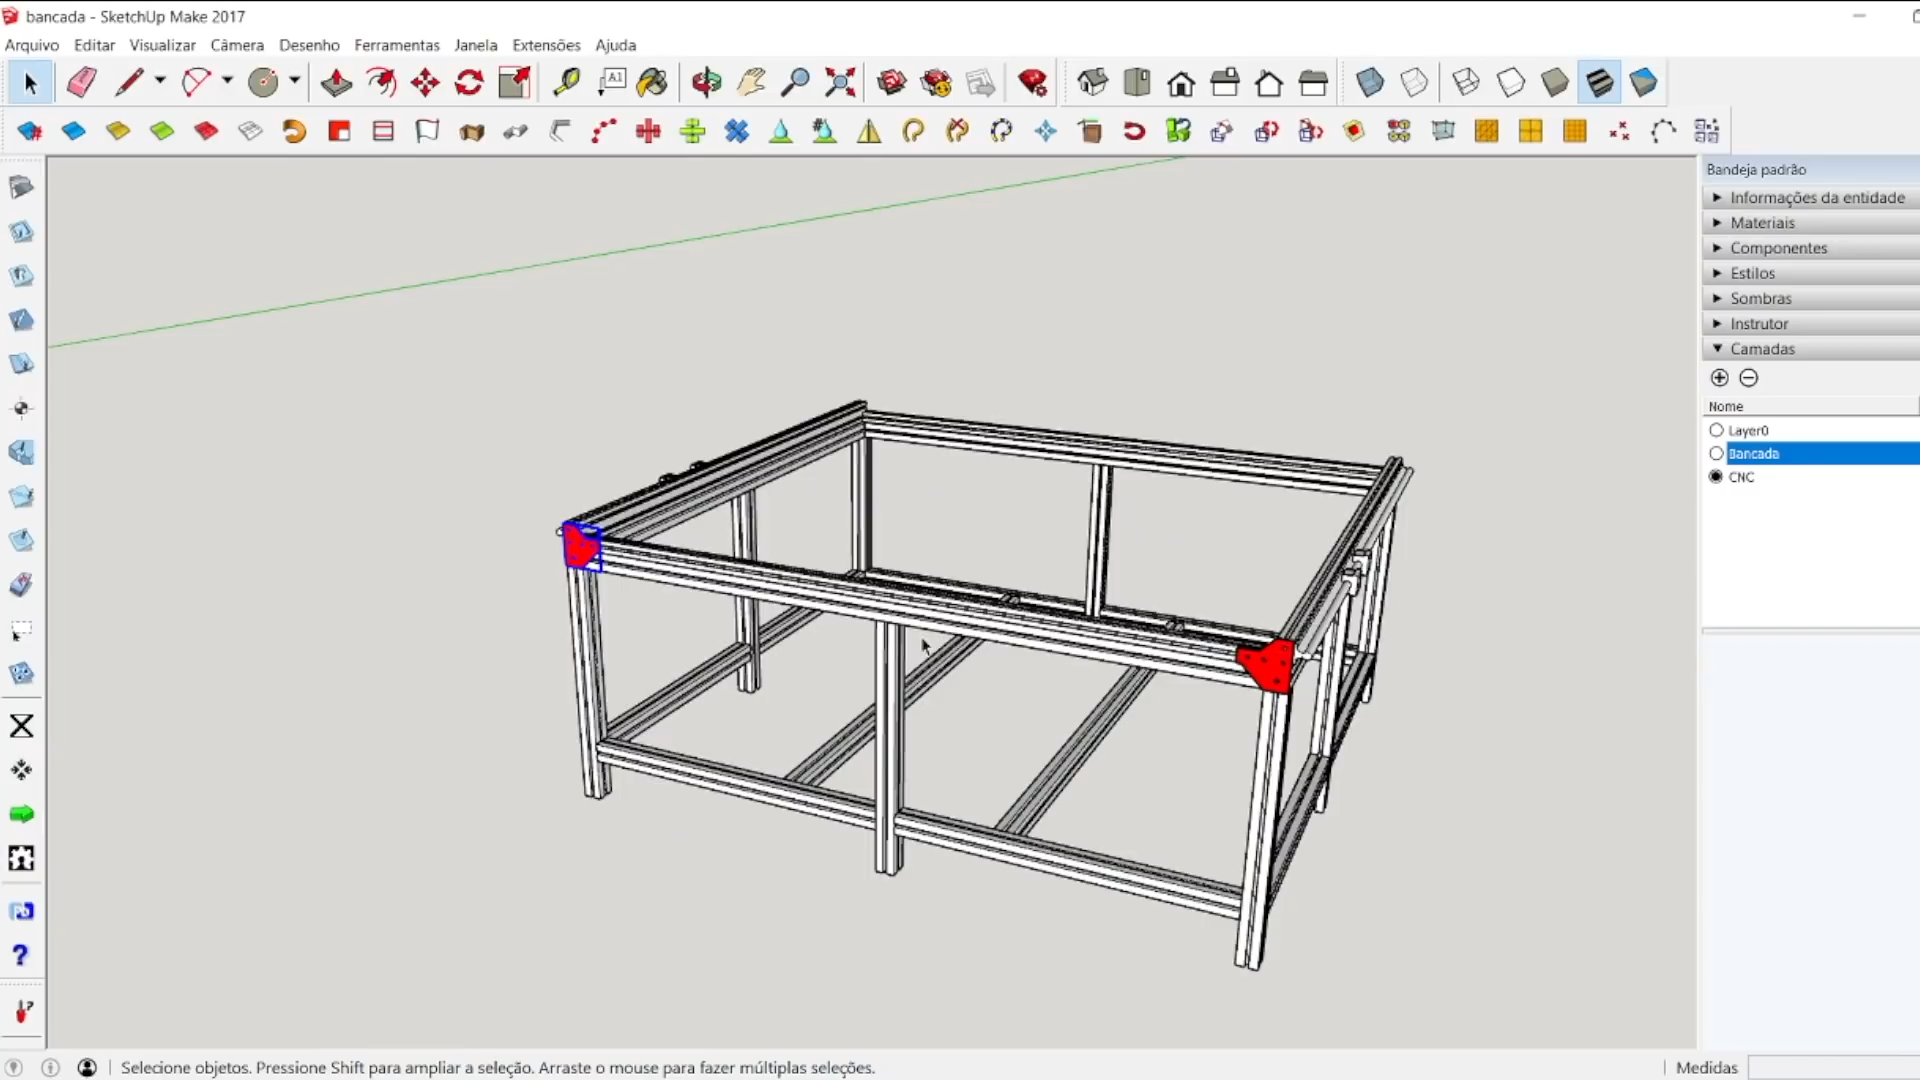 bancada - SketchUp Make 2017
Arquivo Editar Visualizar Câmera Desenho Ferramentas Janela Extensões Ajuda
A1
Bandeja padrão
Informações da entidade
Materiais
Componentes
Estilos
Sombras
Instrutor
Camadas
Nome
Layer0
Bancada
CNC
Selecione objetos. Pressione Shift para ampliar a seleção. Arraste o mouse para fazer múltiplas seleções.
Medidas